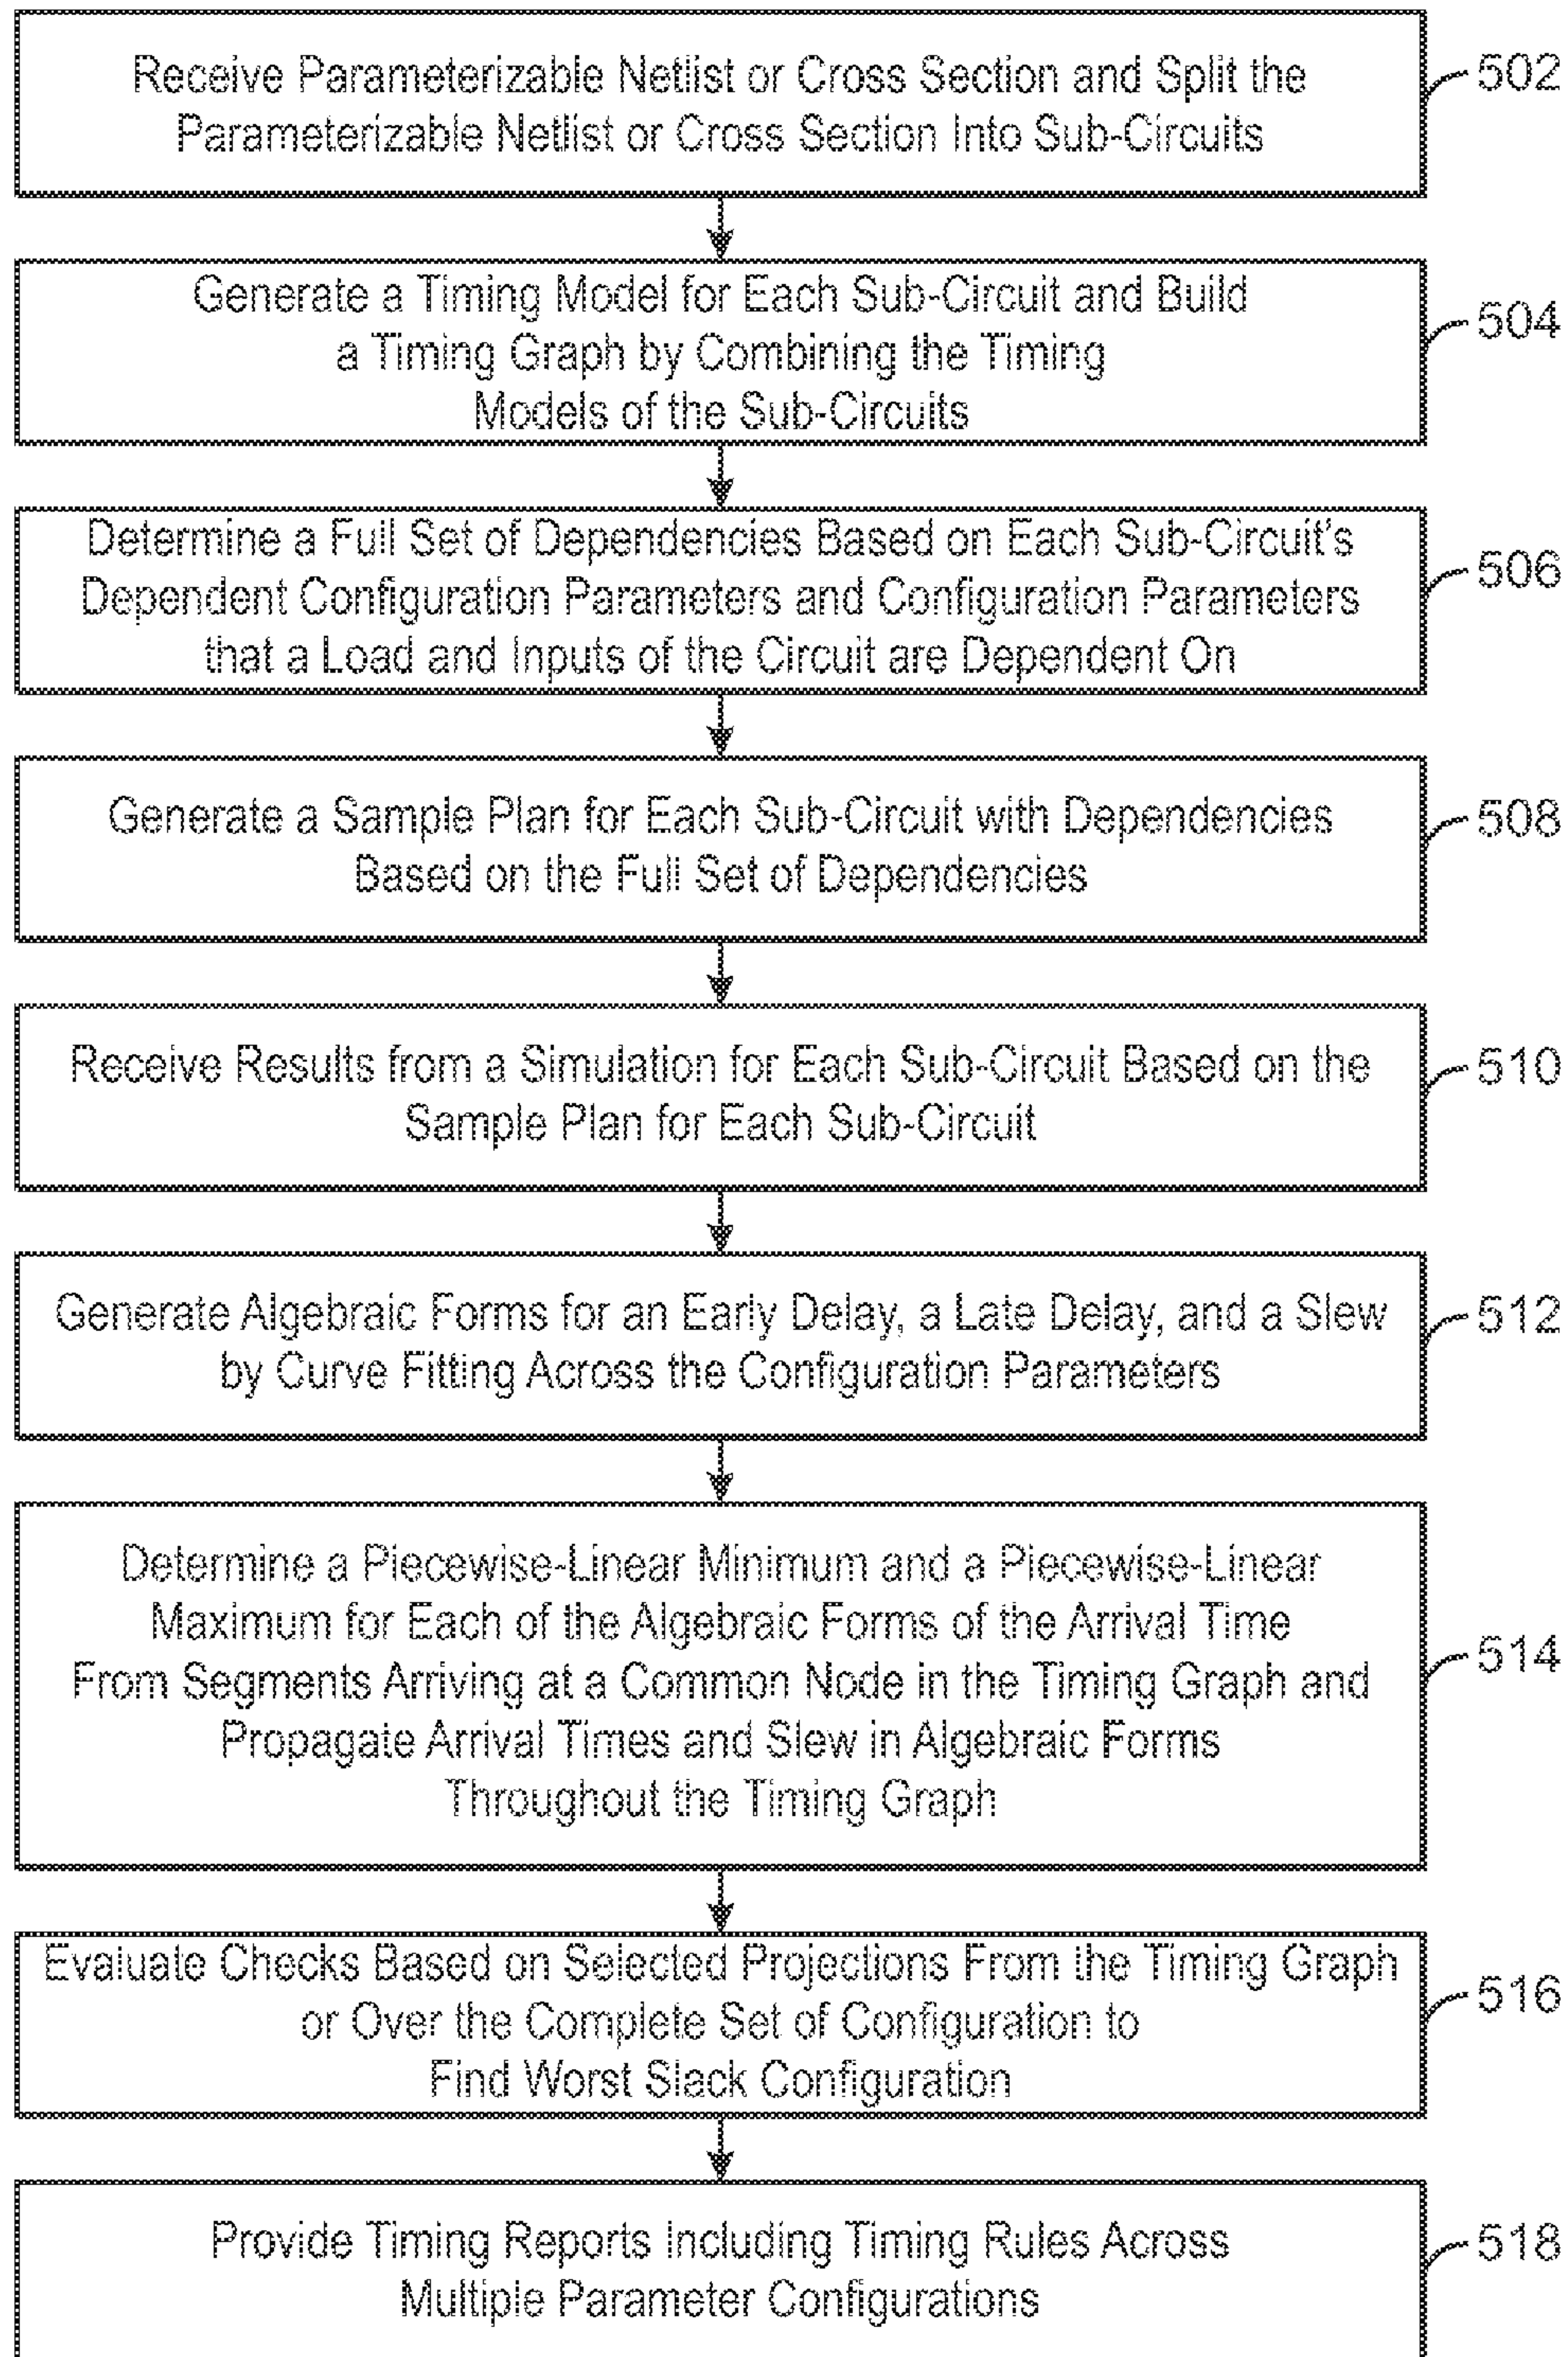 Receive Parameterizable Netlist or Cross Section and Split the
Parameterizable Netlist or Cross Section Into Sub-Circuits
502
Generate a Timing Model for Each Sub-Circuit and Build
a Timing Graph by Combining the Timing
Models of the Sub-Circuits
504
Determine a Full Set of Dependencies Based on Each Sub-Circuit's
Dependent Configuration Parameters and Configuration Parameters
that a Load and Inputs of the Circuit are Dependent On
506
Generate a Sample Plan for Each Sub-Circuit with Dependencies
Based on the Full Set of Dependencies
508
Receive Results from a Simulation for Each Sub-Circuit Based on the
Sample Plan for Each Sub-Circuit
510
Generate Algebraic Forms for an Early Delay, a Late Delay, and a Slew
by Curve Fitting Across the Configuration Parameters
512
Determine a Piecewise-Linear Minimum and a Piecewise-Linear
Maximum for Each of the Algebraic Forms of the Arrival Time
From Segments Arriving at a Common Node in the Timing Graph and
Propagate Arrival Times and Slew in Algebraic Forms
Throughout the Timing Graph
514
Evaluate Checks Based on Selected Projections From the Timing Graph
or Over the Complete Set of Configuration to
Find Worst Slack Configuration
516
Provide Timing Reports Including Timing Rules Across
Multiple Parameter Configurations
518